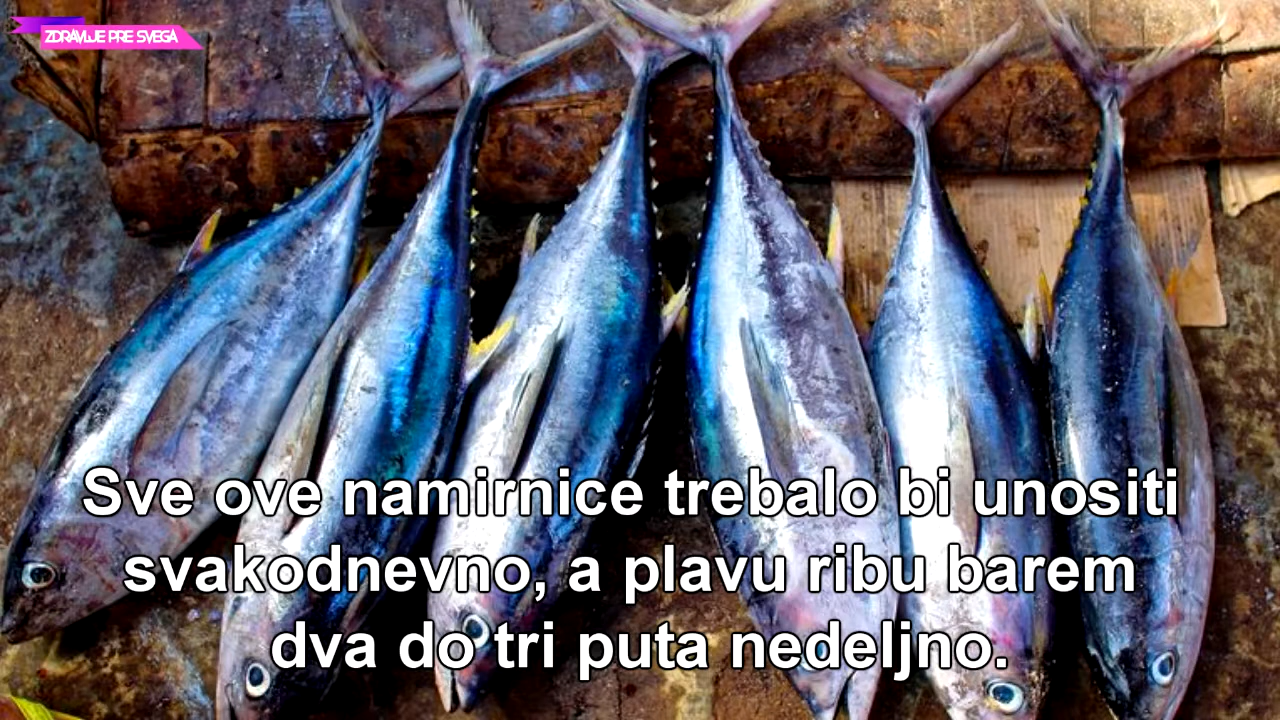 ZDRAVLJE PRE SVEGA
Sve ove namirnice trebalo bi unositi
svakodnevno, a plavu ribu barem
dva do tri puta nedeljno.